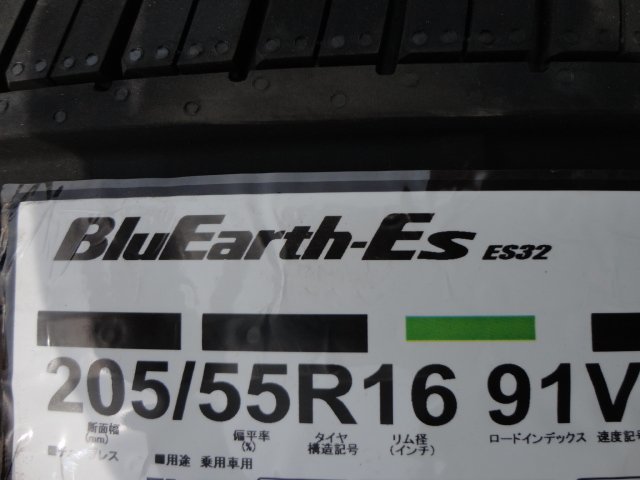 BluEarth-Es ES32
205/55R16 91V
断面幅 偏平率 タイヤ リム径 ロードインデックス 速度記号
(mm) (%) 構造記号 (インチ)
■用途 乗用車用